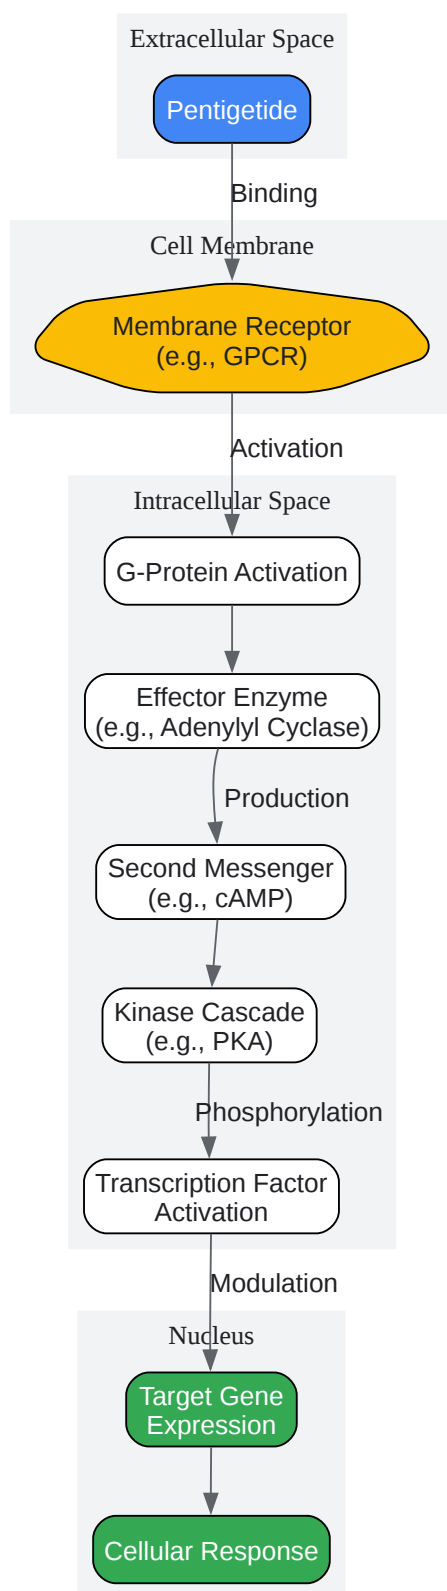 Extracellular Space
Pentigetide
Binding
Cell Membrane
Membrane Receptor
(e.g., GPCR)
Activation
Intracellular Space
G-Protein Activation
Effector Enzyme
(e.g., Adenylyl Cyclase)
Production
Second Messenger
(e.g., cAMP)
Kinase Cascade
(e.g., PKA)
Phosphorylation
Transcription Factor
Activation
Modulation
Nucleus
Target Gene
Expression
Cellular Response